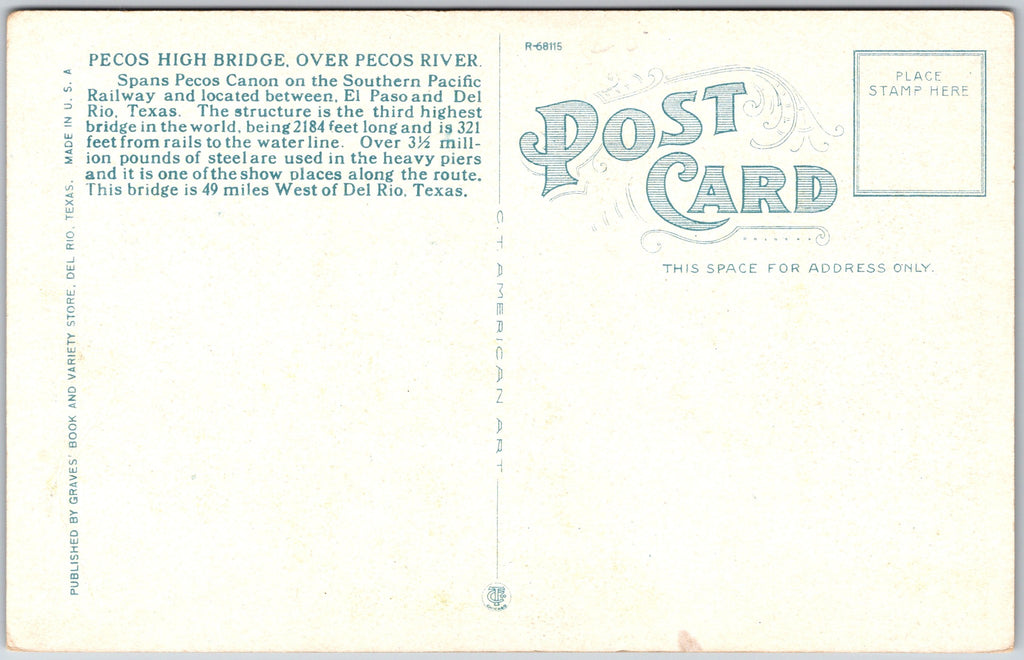 PECOS HIGH BRIDGE, OVER PECOS RIVER.
Spans Pecos Canon on the Southern Pacific
Railway and located between, El Paso and Del
Rio, Texas. The structure is the third highest
bridge in the world, being 2184 feet long and is 321
feet from rails to the water line. Over 3½ mill-
ion pounds of steel are used in the heavy piers
and it is one of the show places along the route.
This bridge is 49 miles West of Del Rio, Texas.
PUBLISHED BY GRAVES' BOOK AND VARIETY STORE, DEL RIO, TEXAS. MADE IN U. S. A
C. T. AMERICAN ART
R-68115
POST
CARD
PLACE
STAMP HERE
THIS SPACE FOR ADDRESS ONLY.